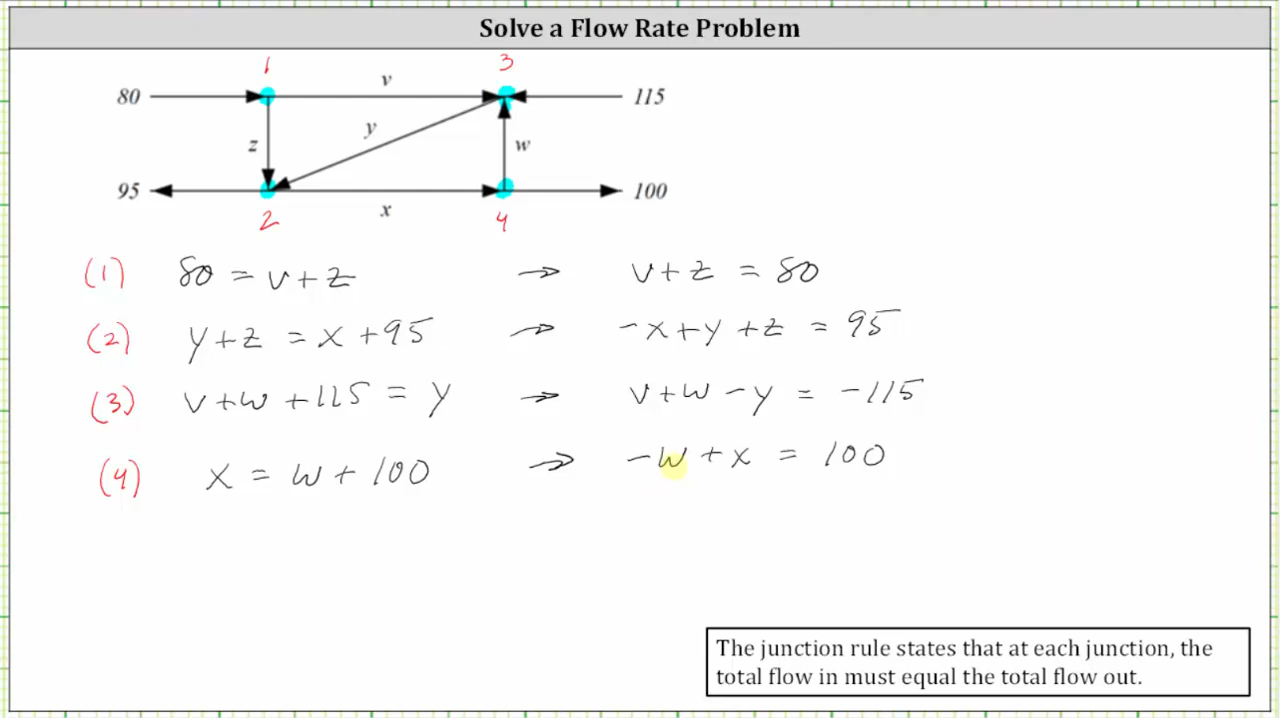 Solve a Flow Rate Problem
1 3
80 v 115
z y w
95 x 100
2 4
(1) 80 = v + z → v + z = 80
(2) y + z = x + 95 → -x + y + z = 95
(3) v + w + 115 = y → v + w - y = -115
(4) x = w + 100 → -w + x = 100
The junction rule states that at each junction, the
total flow in must equal the total flow out.